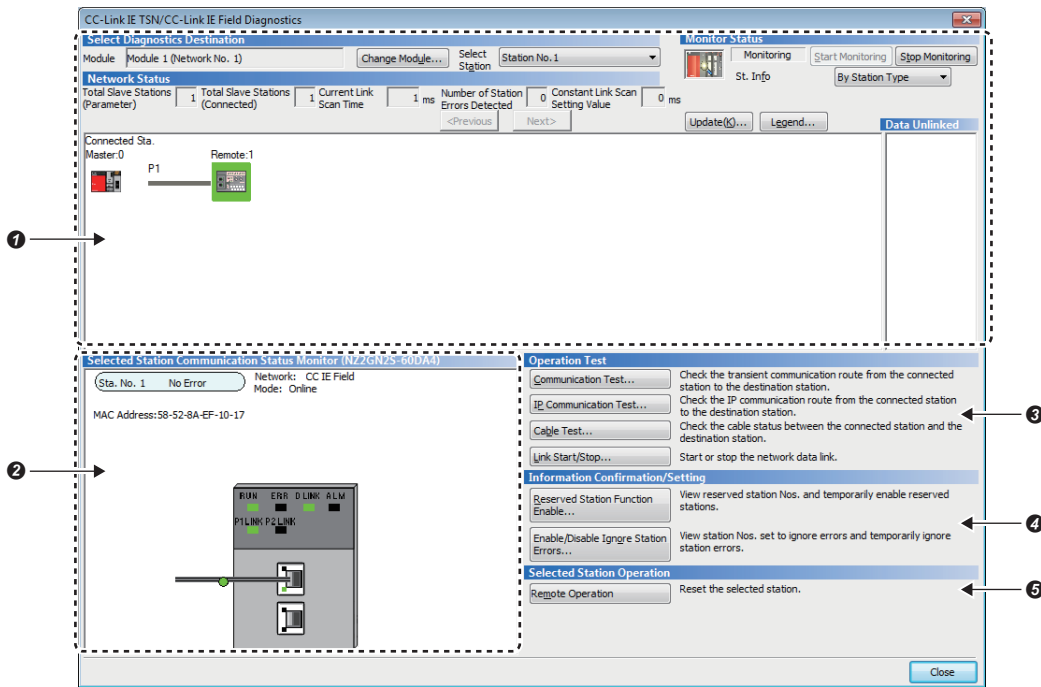 CC-Link IE TSN/CC-Link IE Field Diagnostics
Select Diagnostics Destination
Monitor Status
Module Module 1 (Network No. 1) Change Module... Select Station Station No.1
Monitoring Start Monitoring Stop Monitoring
St. Info By Station Type
Network Status
Total Slave Stations (Parameter) 1 Total Slave Stations (Connected) 1 Current Link Scan Time 1 ms Number of Station Errors Detected 0 Constant Link Scan Setting Value 0 ms
<Previous Next>
Update(K)... Legend...
Data Unlinked
Connected Sta.
Master:0 Remote:1
P1
❶
Selected Station Communication Status Monitor (NZ2GN2S-60DA4)
Sta. No. 1 No Error
Network: CC IE Field
Mode: Online
MAC Address:58-52-8A-EF-10-17
❷
RUN ERR D LINK ALM
P1LINK P2 LINK
Operation Test
Communication Test...
Check the transient communication route from the connected
station to the destination station.
IP Communication Test...
Check the IP communication route from the connected station
to the destination station.
❸
Cable Test...
Check the cable status between the connected station and the
destination station.
Link Start/Stop...
Start or stop the network data link.
Information Confirmation/Setting
Reserved Station Function
Enable...
View reserved station Nos. and temporarily enable reserved
stations.
❹
Enable/Disable Ignore Station
Errors...
View station Nos. set to ignore errors and temporarily ignore
station errors.
Selected Station Operation
Remote Operation
Reset the selected station.
❺
Close